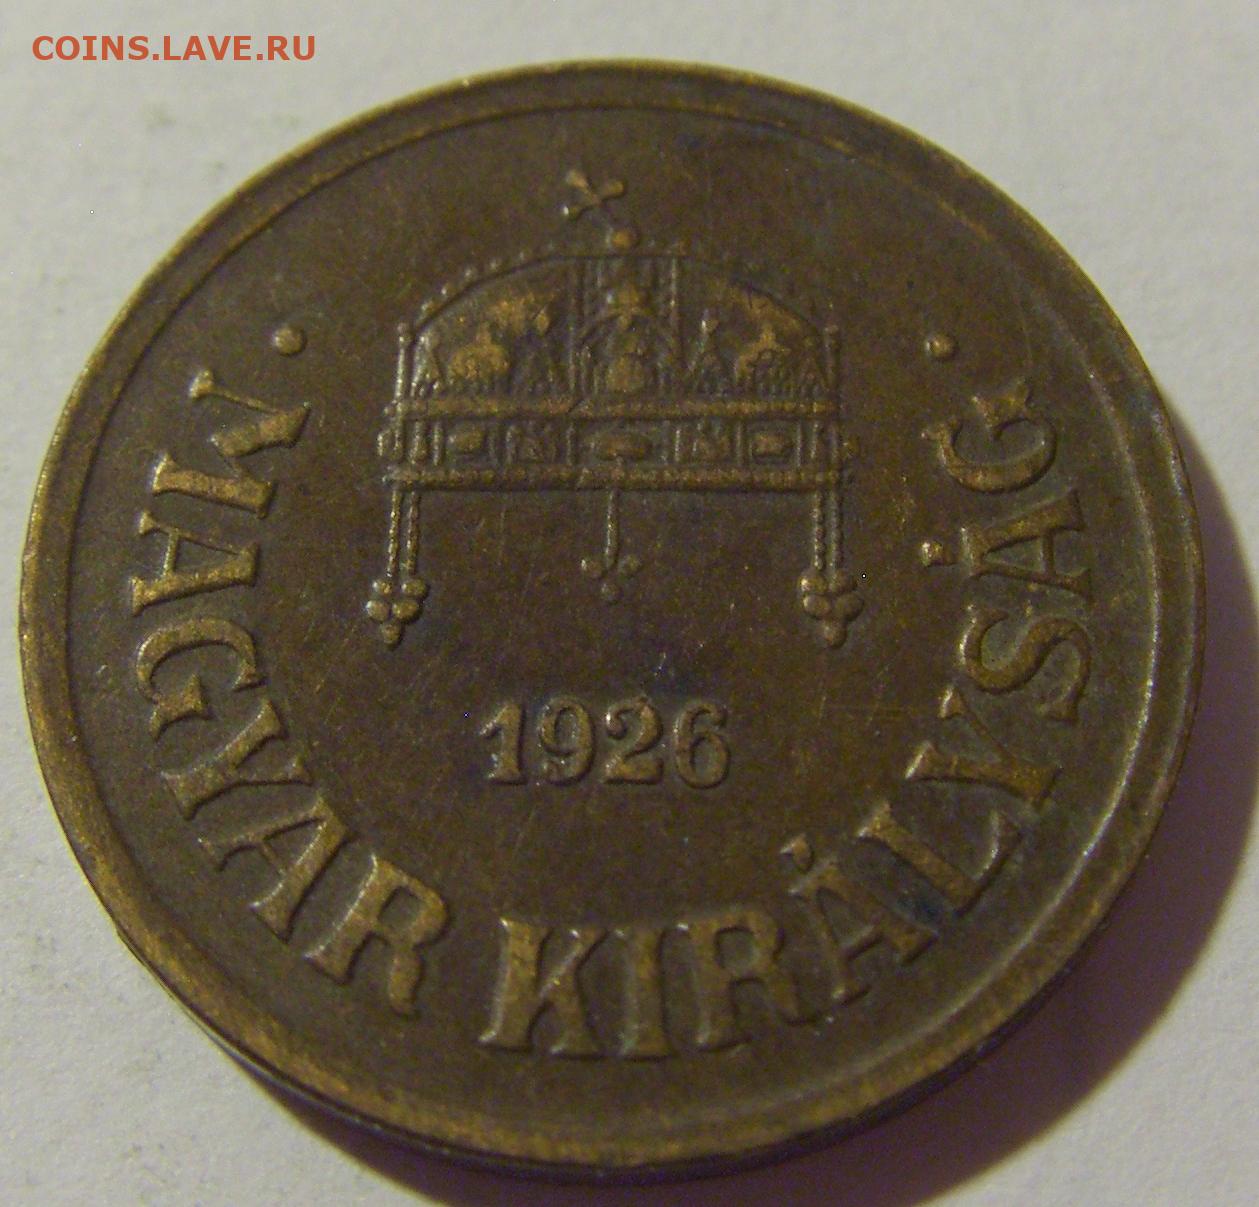 COINS.LAVE.RU
· MAGYAR KIRÁLYSÁG ·
1926